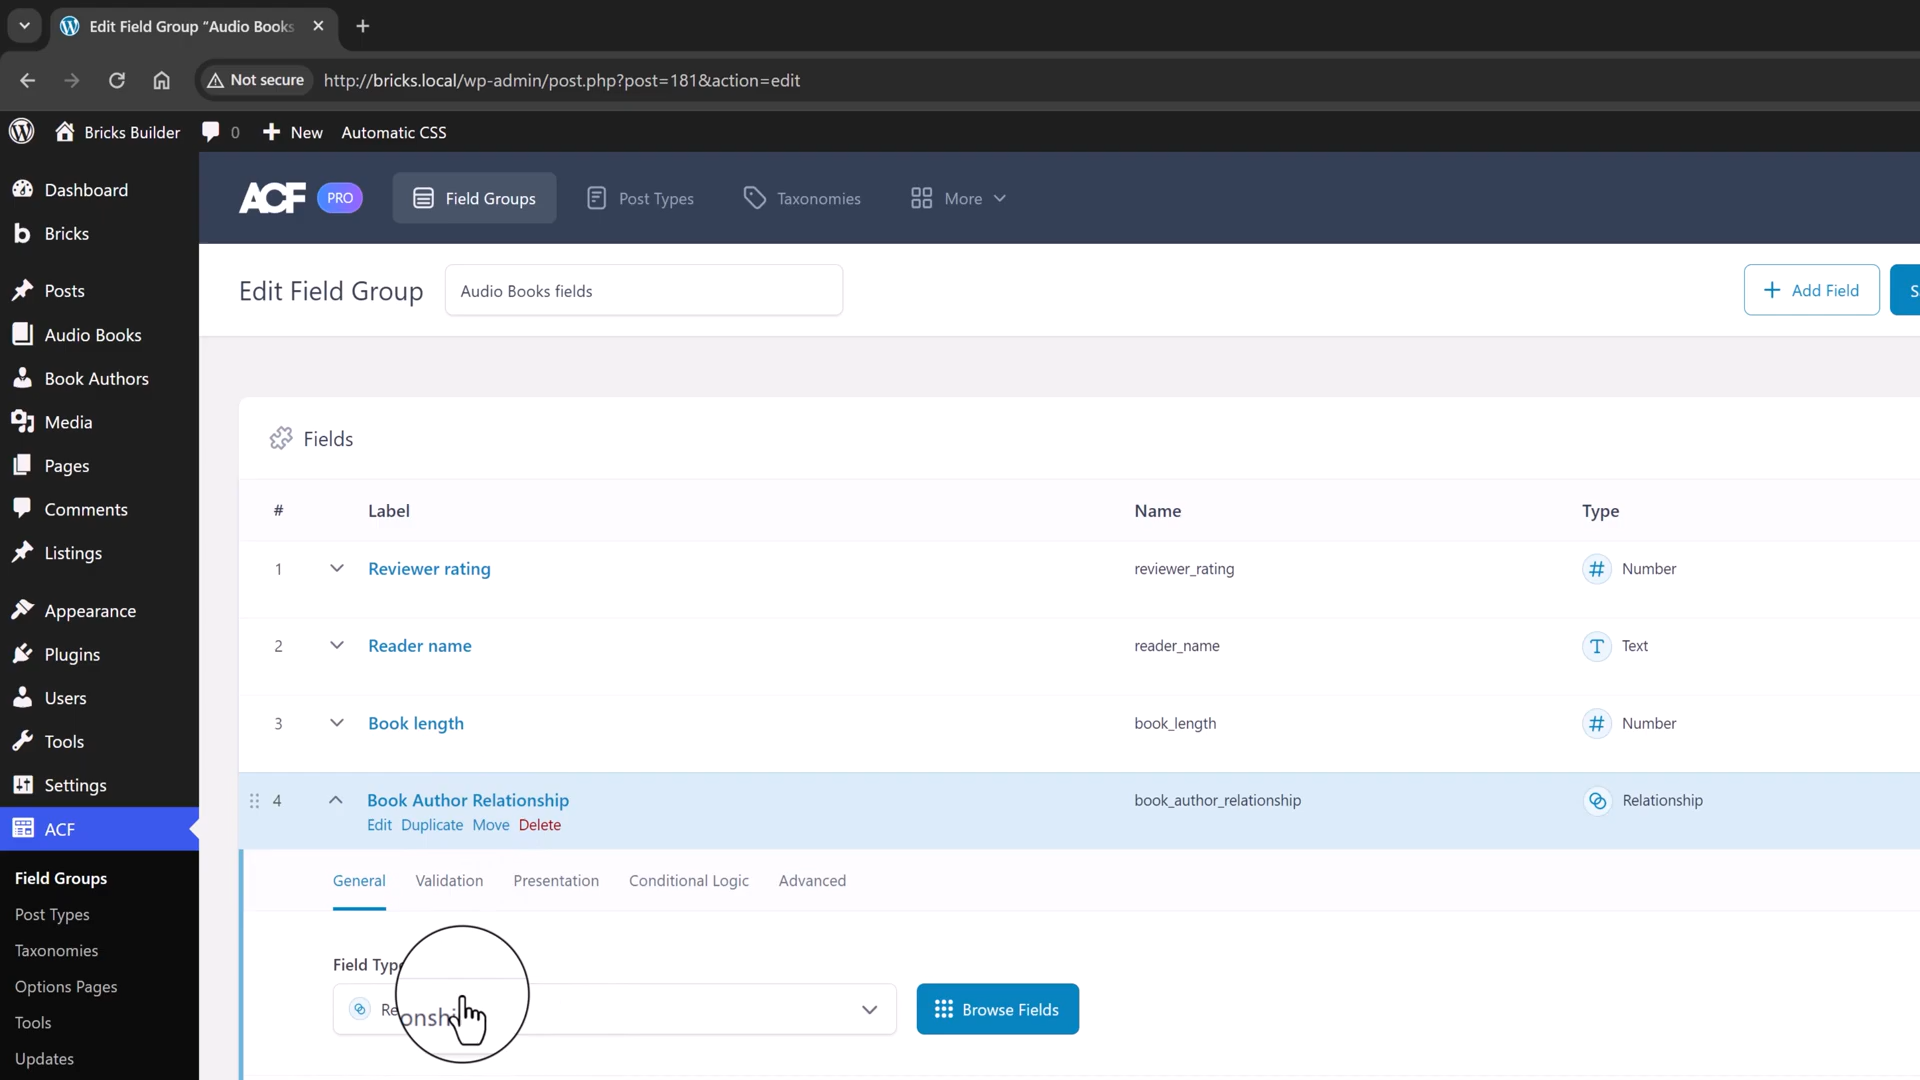 Edit Field Group "Audio Books
Not secure
http://bricks.local/wp-admin/post.php?post=181&action=edit
Bricks Builder
0
New
Automatic CSS
Dashboard
Bricks
Posts
Audio Books
Book Authors
Media
Pages
Comments
Listings
Appearance
Plugins
Users
Tools
Settings
ACF
Field Groups
Post Types
Taxonomies
Options Pages
Tools
Updates
ACF PRO
Field Groups
Post Types
Taxonomies
More
Edit Field Group
Audio Books fields
Add Field
Fields
# Label Name Type
1 Reviewer rating reviewer_rating # Number
2 Reader name reader_name T Text
3 Book length book_length # Number
4 Book Author Relationship book_author_relationship Relationship
Edit Duplicate Move Delete
General Validation Presentation Conditional Logic Advanced
Browse Fields